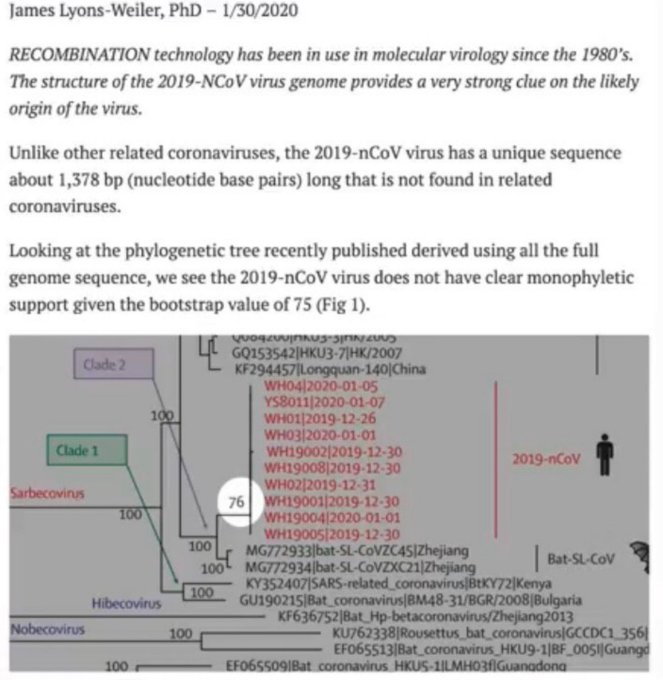 James Lyons-Weiler, PhD – 1/30/2020
RECOMBINATION technology has been in use in molecular virology since the 1980’s.
The structure of the 2019-NCoV virus genome provides a very strong clue on the likely
origin of the virus.
Unlike other related coronaviruses, the 2019-nCoV virus has a unique sequence
about 1,378 bp (nucleotide base pairs) long that is not found in related
coronaviruses.
Looking at the phylogenetic tree recently published derived using all the full
genome sequence, we see the 2019-nCoV virus does not have clear monophyletic
support given the bootstrap value of 75 (Fig 1).
GQ153542|HKU3-7|HK/2007
Clade 2
KF294457|Longquan-140|China
WH04|2020-01-05
YS8011|2020-01-07
100
WH01|2019-12-26
WH03|2020-01-01
Clade 1
WH19002|2019-12-30
2019-nCoV
WH19008|2019-12-30
WH02|2019-12-31
Sarbecovirus
76
WH19001|2019-12-30
100
WH19004|2020-01-01
WH19005|2019-12-30
100
MG772933|bat-SL-CoVZC45|Zhejiang
Bat-SL-CoV
100
MG772934|bat-SL-CoVZXC21|Zhejiang
KY352407|SARS-related_coronavirus|BtKY72|Kenya
100
GU190215|Bat_coronavirus|BM48-31/BGR/2008|Bulgaria
Hibecovirus
KF636752|Bat_Hp-betacoronavirus/Zhejiang2013
Nobecovirus
100
KU762338|Rousettus_bat_coronavirus|GCCDC1_356|
EF065513|Bat_coronavirus_HKU9-1|BF_005I|Guangd
100
EF065509|Bat_coronavirus_HKU5-1|LMH03f|Guangdong